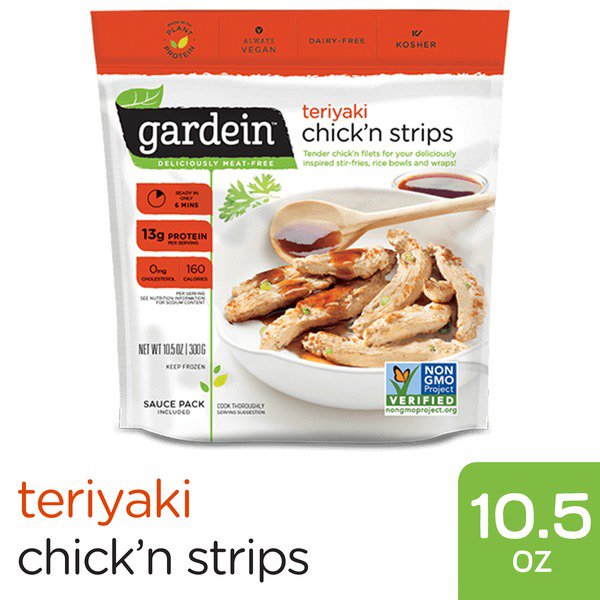 MADE WITH
PLANT
PROTEIN
ALWAYS
VEGAN
DAIRY-FREE
KOSHER
gardein™
DELICIOUSLY MEAT-FREE
teriyaki
chick'n strips
Tender chick'n filets for your deliciously
inspired stir-fries, rice bowls and wraps!
READY IN
ONLY
6 MINS
13g PROTEIN
PER SERVING
0mg
CHOLESTEROL
160
CALORIES
PER SERVING
SEE NUTRITION INFORMATION
FOR SODIUM CONTENT
NET WT 10.5 OZ | 300G
KEEP FROZEN
SAUCE PACK
INCLUDED
COOK THOROUGHLY
SERVING SUGGESTION
NON
GMO
Project
VERIFIED
nongmoproject.org
teriyaki
chick'n strips
10.5
OZ